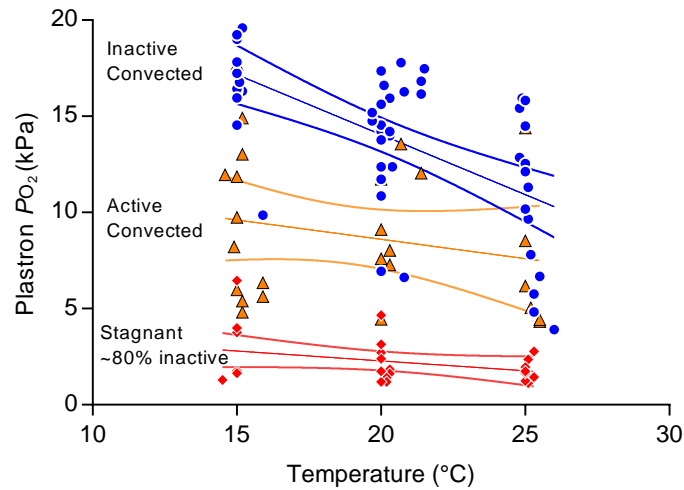 20
Inactive
Convected
15
10
Active
Convected
5
Stagnant
~80% inactive
0
10 15 20 25 30
Plastron PO2 (kPa)
Temperature (°C)